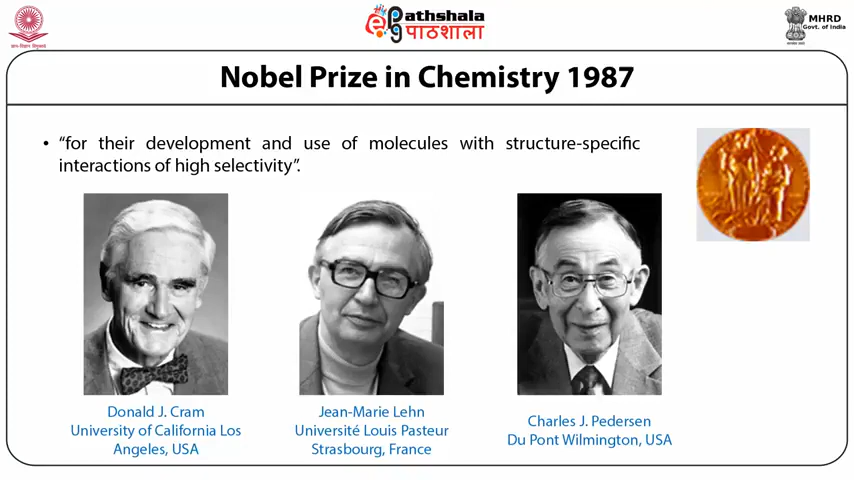 ePathshala
पाठशाला
MHRD
Govt. of India
Nobel Prize in Chemistry 1987
• “for their development and use of molecules with structure-specific
interactions of high selectivity”.
Donald J. Cram
University of California Los
Angeles, USA
Jean-Marie Lehn
Université Louis Pasteur
Strasbourg, France
Charles J. Pedersen
Du Pont Wilmington, USA